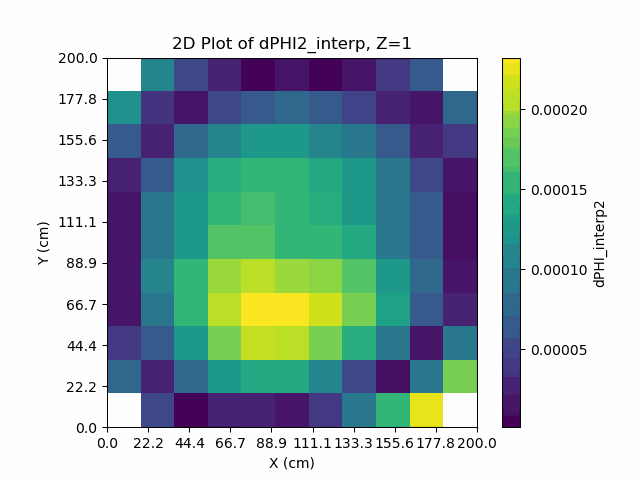 2D Plot of dPHI2_interp, Z=1
200.0
177.8
155.6
133.3
111.1
88.9
66.7
44.4
22.2
0.0
Y (cm)
0.0 22.2 44.4 66.7 88.9 111.1 133.3 155.6 177.8 200.0
X (cm)
0.00020
0.00015
0.00010
0.00005
dPHI_interp2